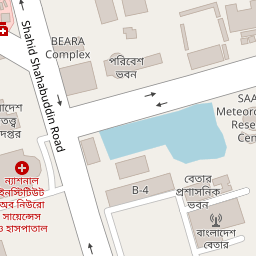 Shahid Shahabuddin Road
BEARA
Complex
পরিবেশ
ভবন
SAA
Meteoro
Rese
Cen
দেশ
তত্ত্ব
দপ্তর
ন্যাশনাল
ইনস্টিটিউট
অব নিউরো
সায়েন্সেস
ও হাসপাতাল
B-4
বেতার
প্রশাসনিক
ভবন
বাংলাদেশ
বেতার